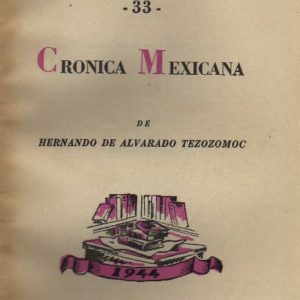 - 33 -
CRONICA MEXICANA
DE
HERNANDO DE ALVARADO TEZOZOMOC
1944